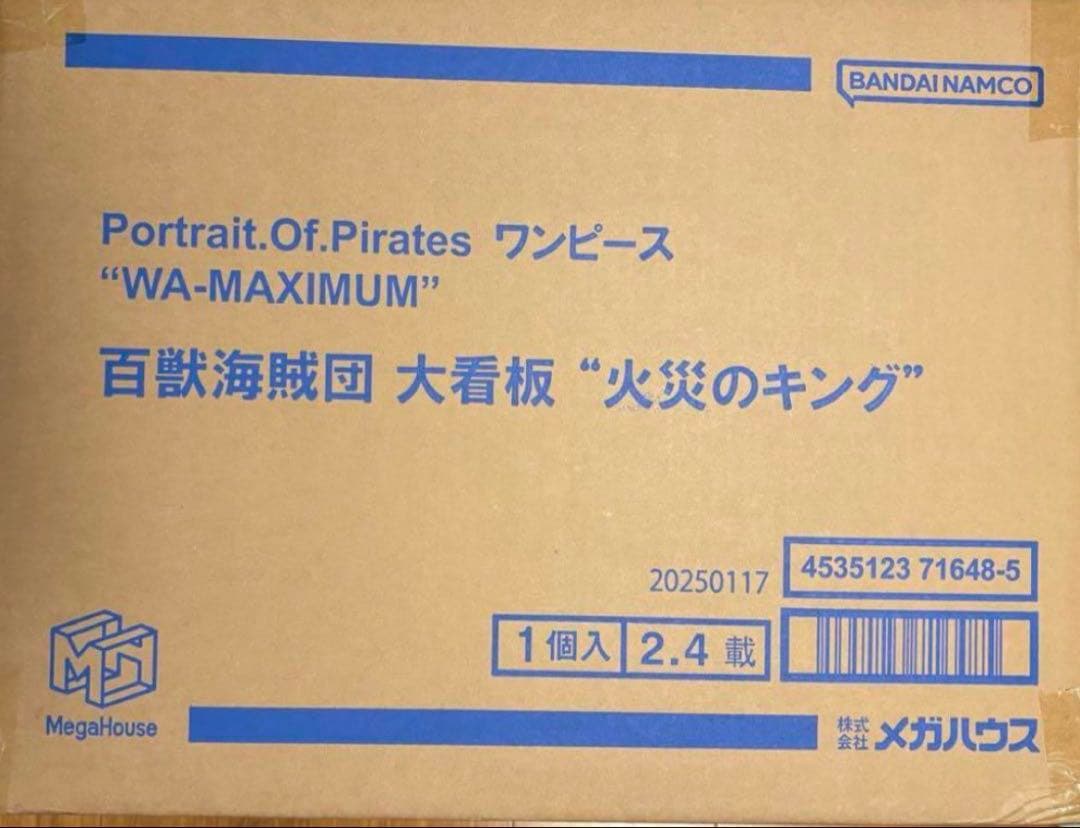 BANDAI NAMCO
Portrait.Of.Pirates ワンピース
“WA-MAXIMUM”
百獣海賊団 大看板 “火災のキング”
20250117
4535123 71648-5
1個入 2.4 載
MegaHouse
株式会社 メガハウス